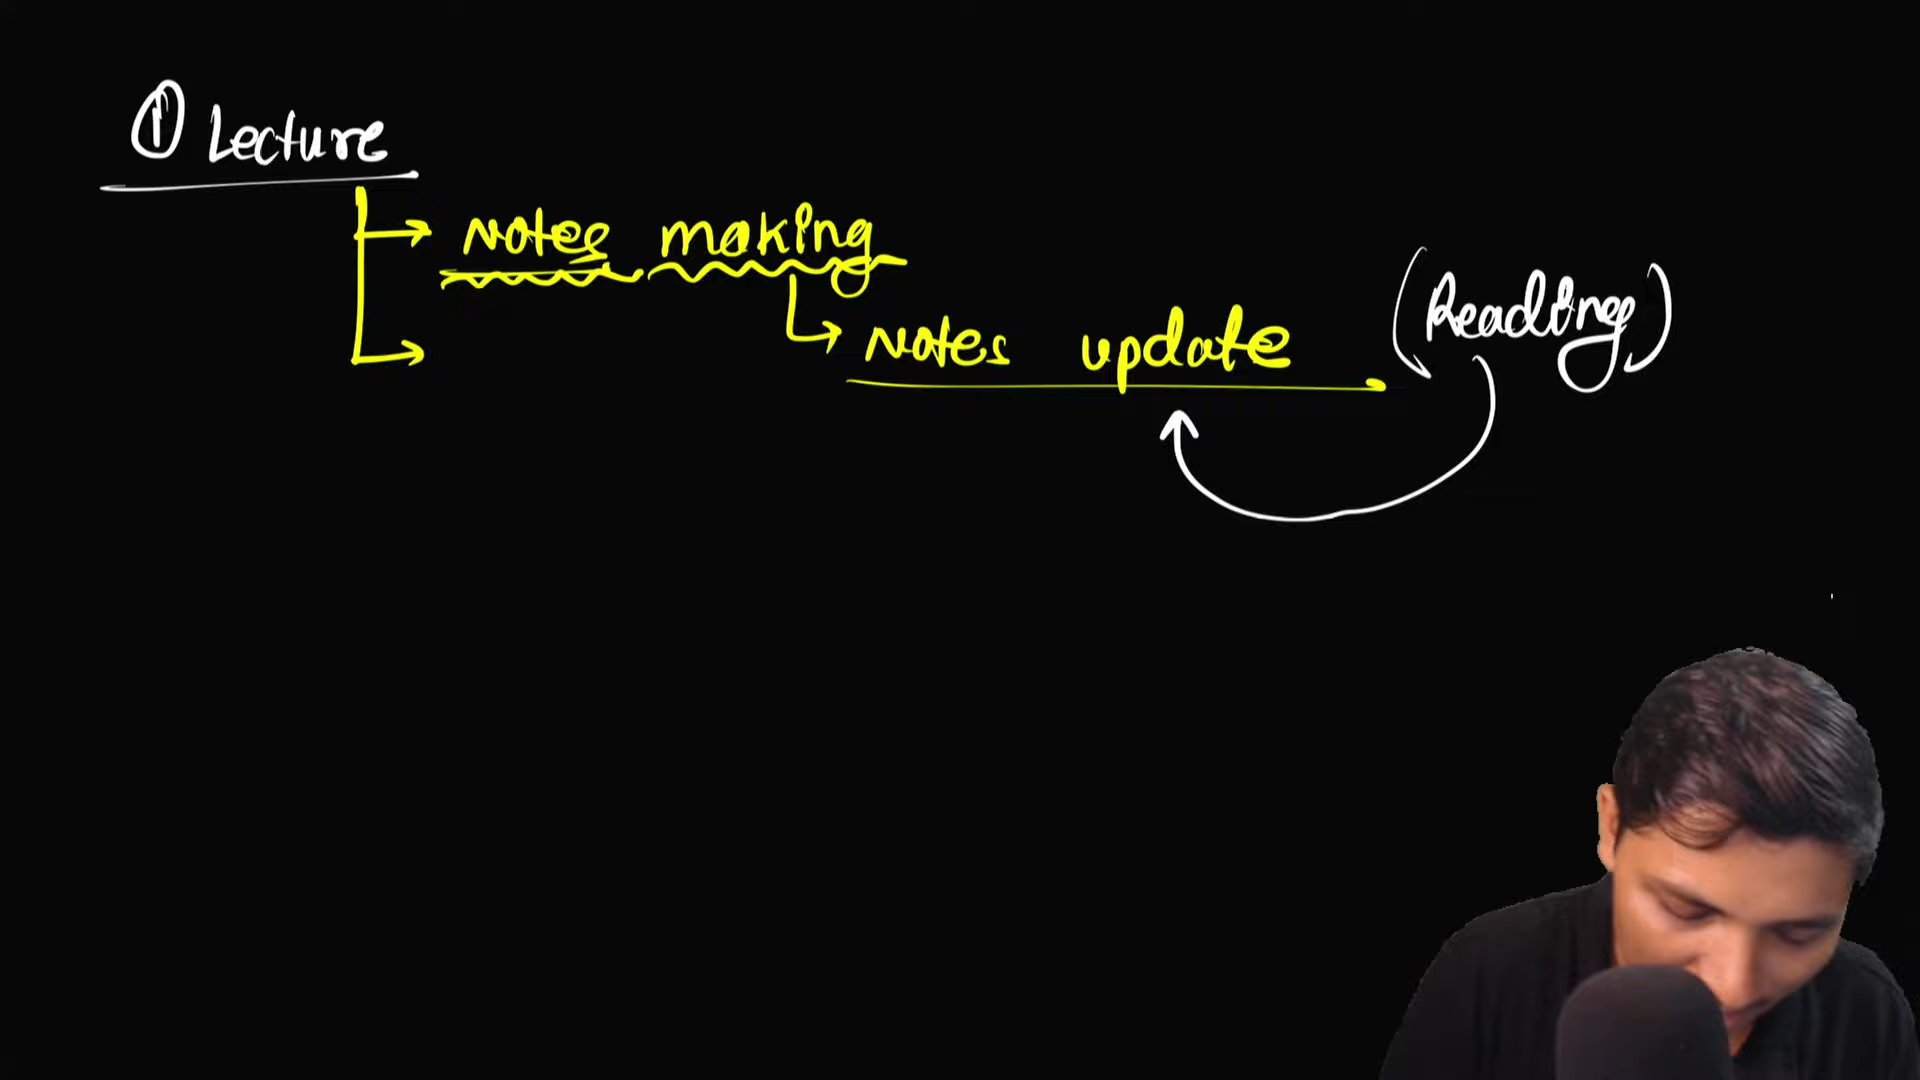 ① Lecture
→ Notes making
→ Notes update (Reading)
→